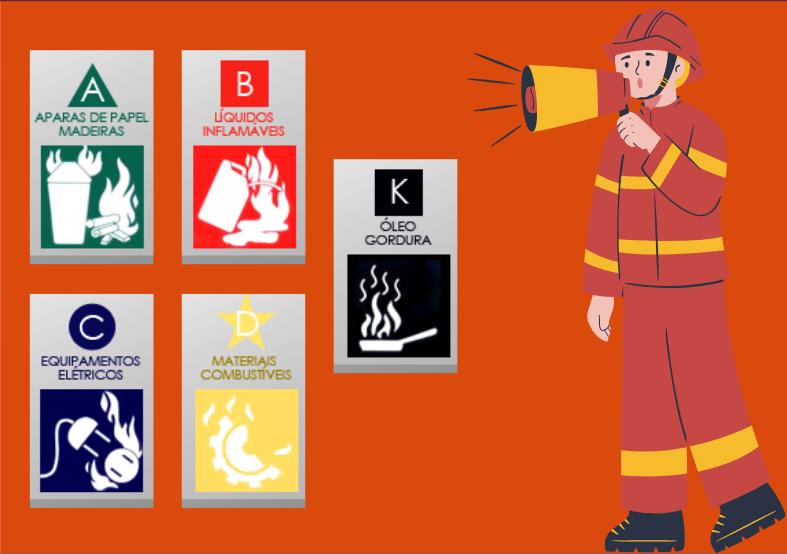 A
APARAS DE PAPEL
MADEIRAS
B
LÍQUIDOS
INFLAMÁVEIS
K
ÓLEO
GORDURA
C
EQUIPAMENTOS
ELÉTRICOS
D
MATERIAIS
COMBUSTÍVEIS